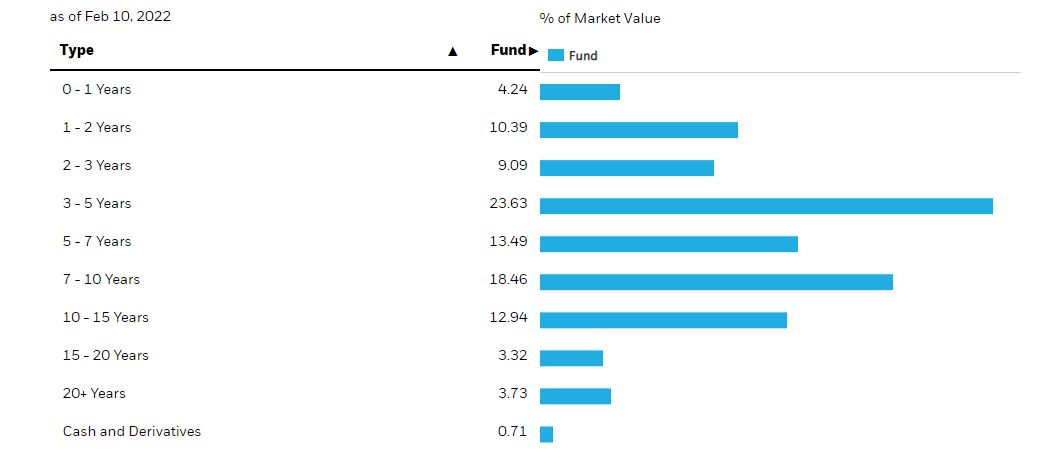 as of Feb 10, 2022
% of Market Value
Type ▲ Fund▶
Fund
0 - 1 Years 4.24
1 - 2 Years 10.39
2 - 3 Years 9.09
3 - 5 Years 23.63
5 - 7 Years 13.49
7 - 10 Years 18.46
10 - 15 Years 12.94
15 - 20 Years 3.32
20+ Years 3.73
Cash and Derivatives 0.71